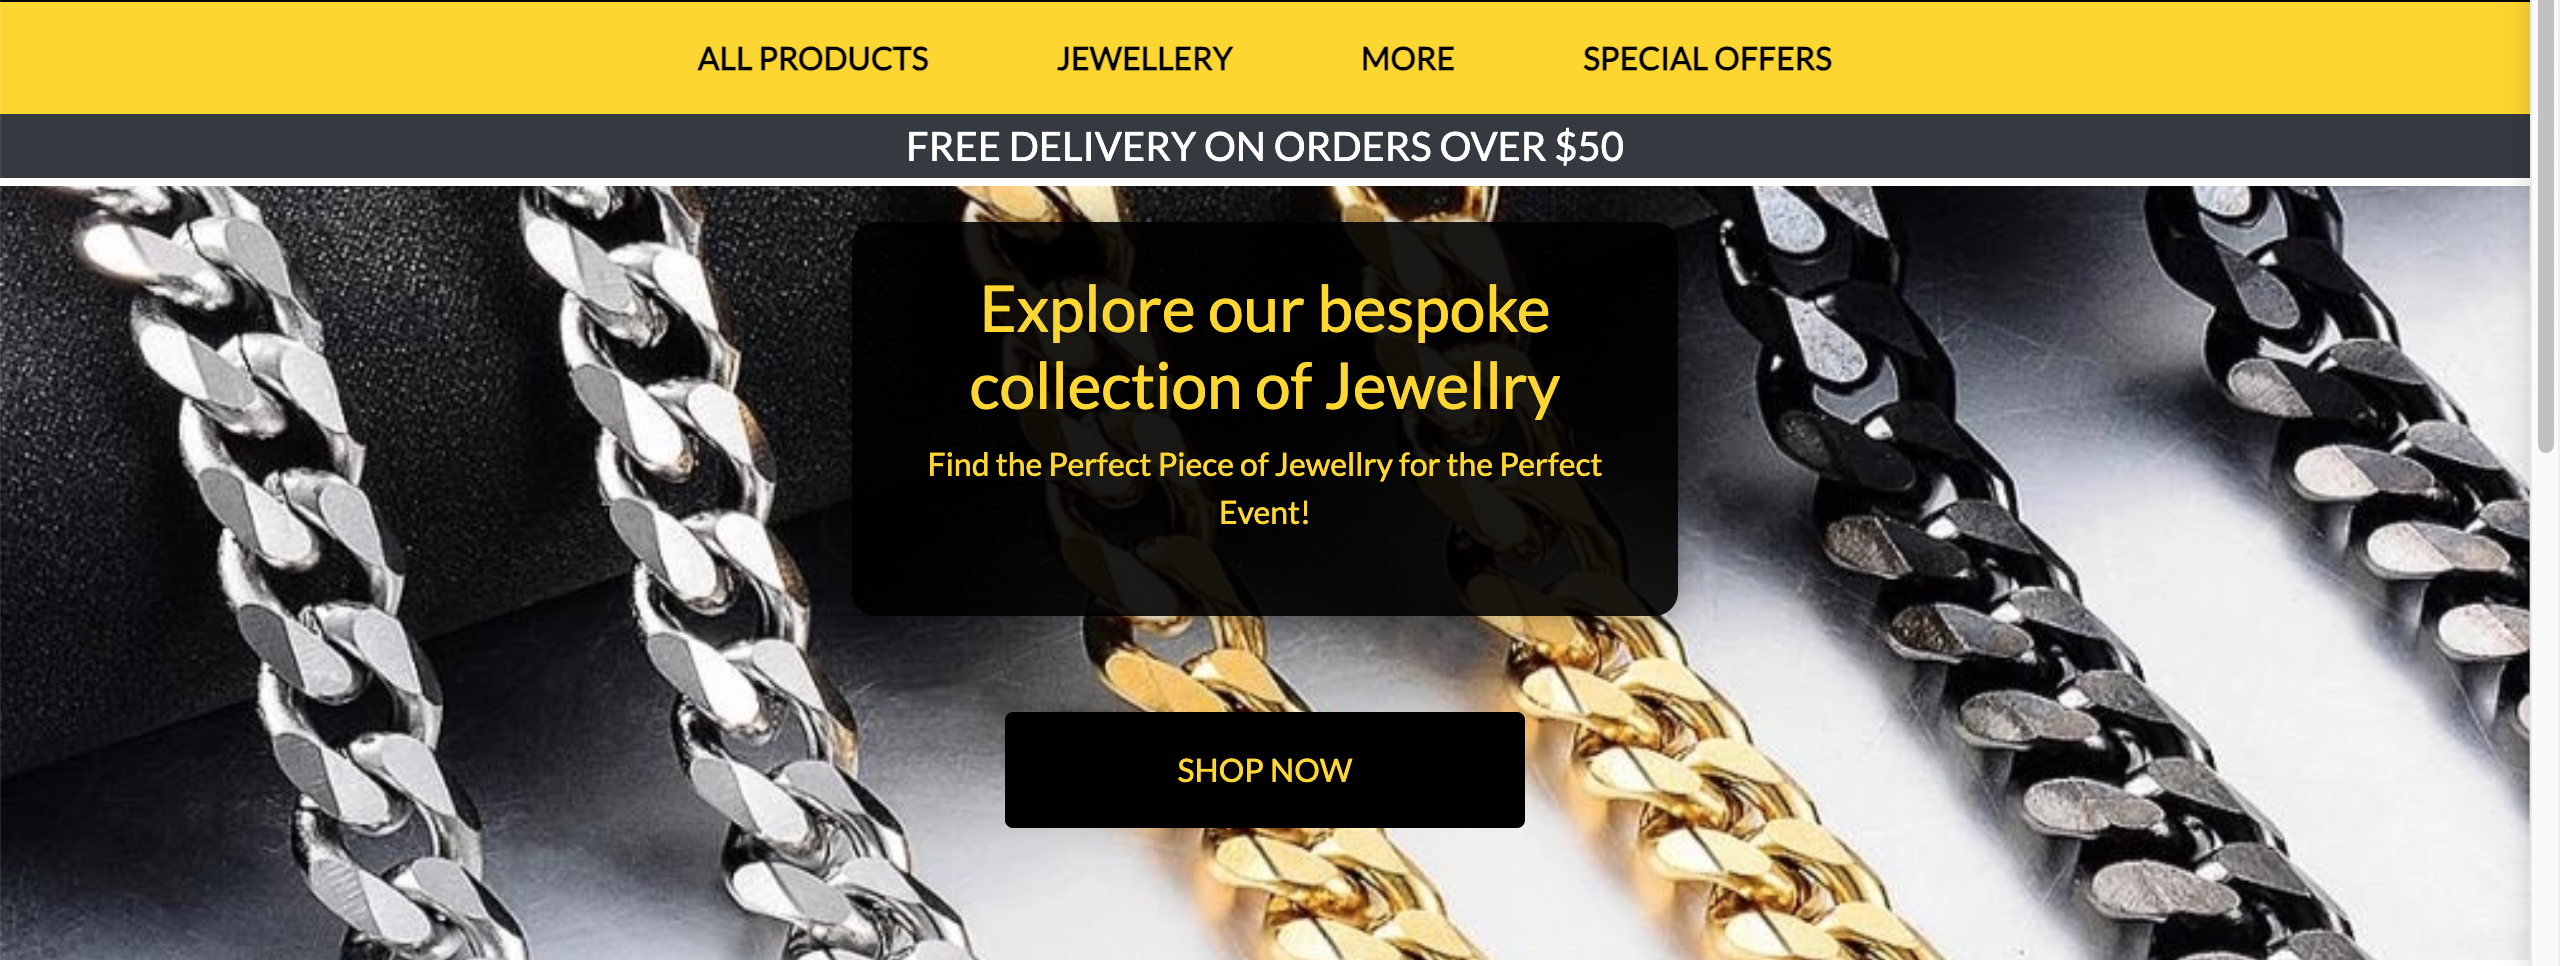 ALL PRODUCTS JEWELLERY MORE SPECIAL OFFERS
FREE DELIVERY ON ORDERS OVER $50
Explore our bespoke
collection of Jewellry
Find the Perfect Piece of Jewellry for the Perfect
Event!
SHOP NOW